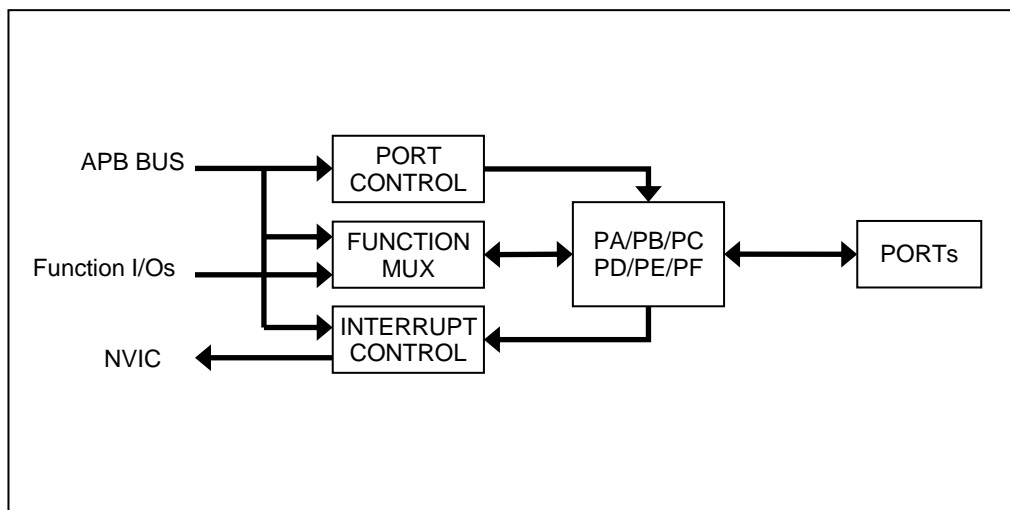 APB BUS
PORT
CONTROL
Function I/Os
FUNCTION
MUX
PA/PB/PC
PD/PE/PF
PORTs
NVIC
INTERRUPT
CONTROL